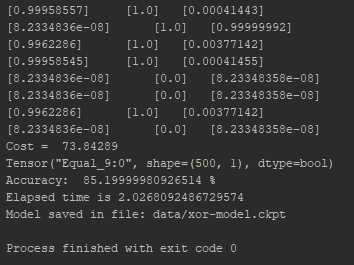 [0.99958557] [1.0] [0.00041443]
[8.2334836e-08] [1.0] [0.99999992]
[0.9962286] [1.0] [0.00377142]
[0.99958545] [1.0] [0.00041455]
[8.2334836e-08] [0.0] [8.23348358e-08]
[8.2334836e-08] [0.0] [8.23348358e-08]
[0.9962286] [1.0] [0.00377142]
[8.2334836e-08] [0.0] [8.23348358e-08]
Cost =  73.84289
Tensor("Equal_9:0", shape=(500, 1), dtype=bool)
Accuracy:  85.19999980926514 %
Elapsed time is 2.0268092486729574
Model saved in file: data/xor-model.ckpt
Process finished with exit code 0